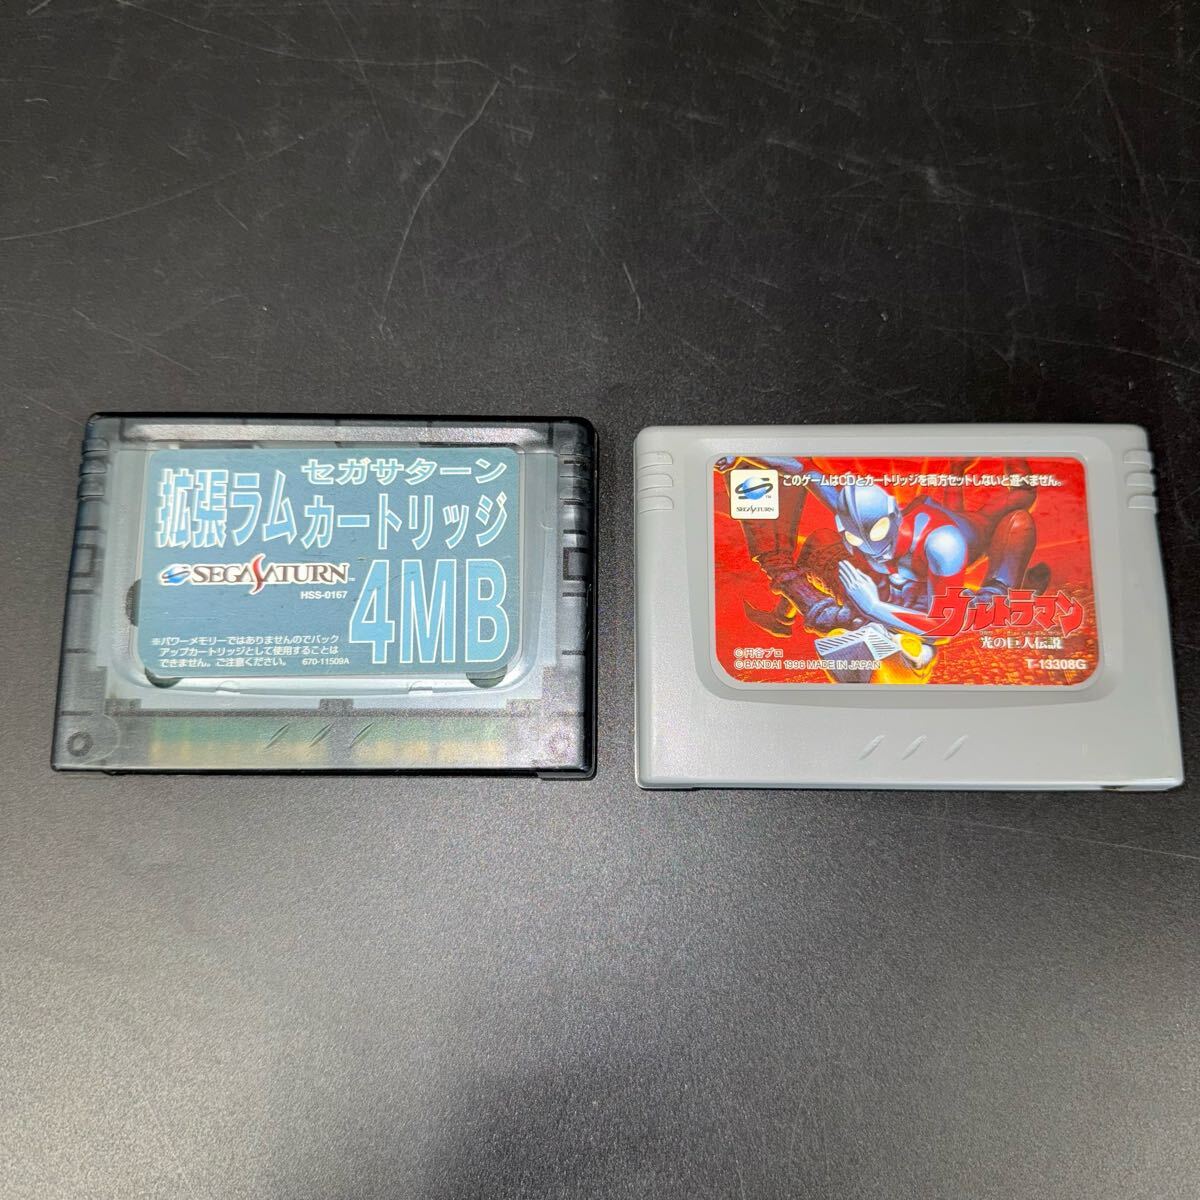 セガサターン
拡張ラムカートリッジ
SEGA SATURN™
HSS-0167
4MB
※パワーメモリーではありませんのでバック
アップカートリッジとして使用することは
できません。ご注意ください。
670-11509A
このゲームはCDとカートリッジを両方セットしないと遊べません。
SEGA SATURN
ウルトラマン
光の巨人伝説
©円谷プロ
©BANDAI 1996 MADE IN JAPAN
T-13308G